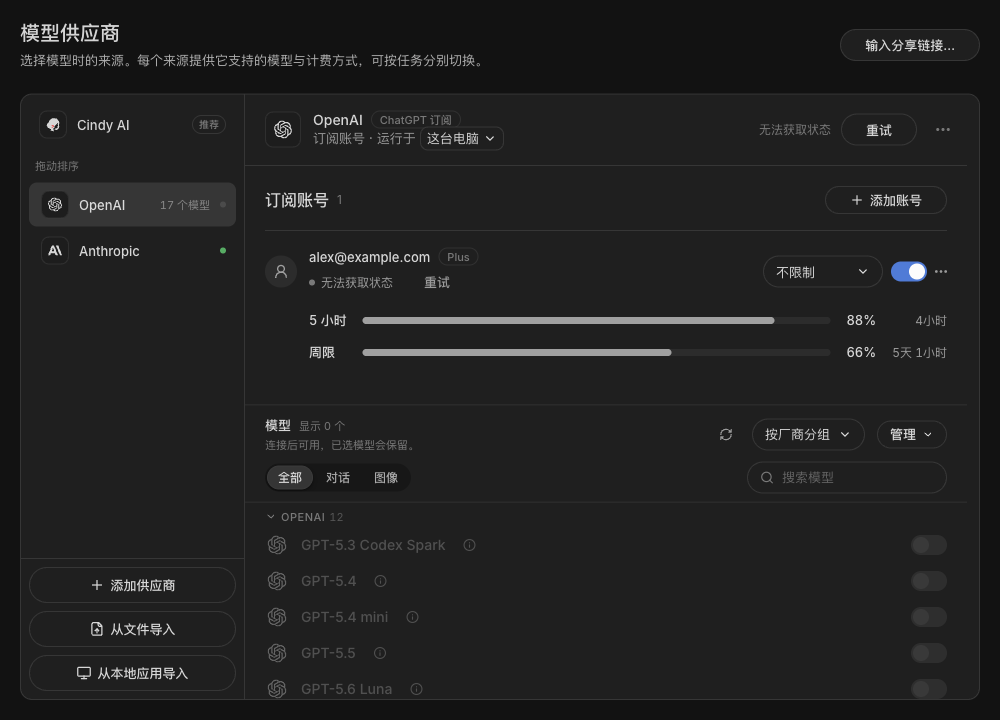 模型供应商
选择模型时的来源。每个来源提供它支持的模型与计费方式，可按任务分别切换。
输入分享链接...
Cindy AI 推荐
拖动排序
OpenAI 17 个模型
Anthropic
添加供应商
从文件导入
从本地应用导入
OpenAI ChatGPT 订阅
订阅账号 · 运行于 这台电脑
无法获取状态 重试
订阅账号 1
添加账号
alex@example.com Plus
无法获取状态 重试
不限制
5 小时 88% 4小时
周限 66% 5天 1小时
模型 显示 0 个
连接后可用，已选模型会保留。
按厂商分组 管理
全部 对话 图像
搜索模型
OPENAI 12
GPT-5.3 Codex Spark
GPT-5.4
GPT-5.4 mini
GPT-5.5
GPT-5.6 Luna